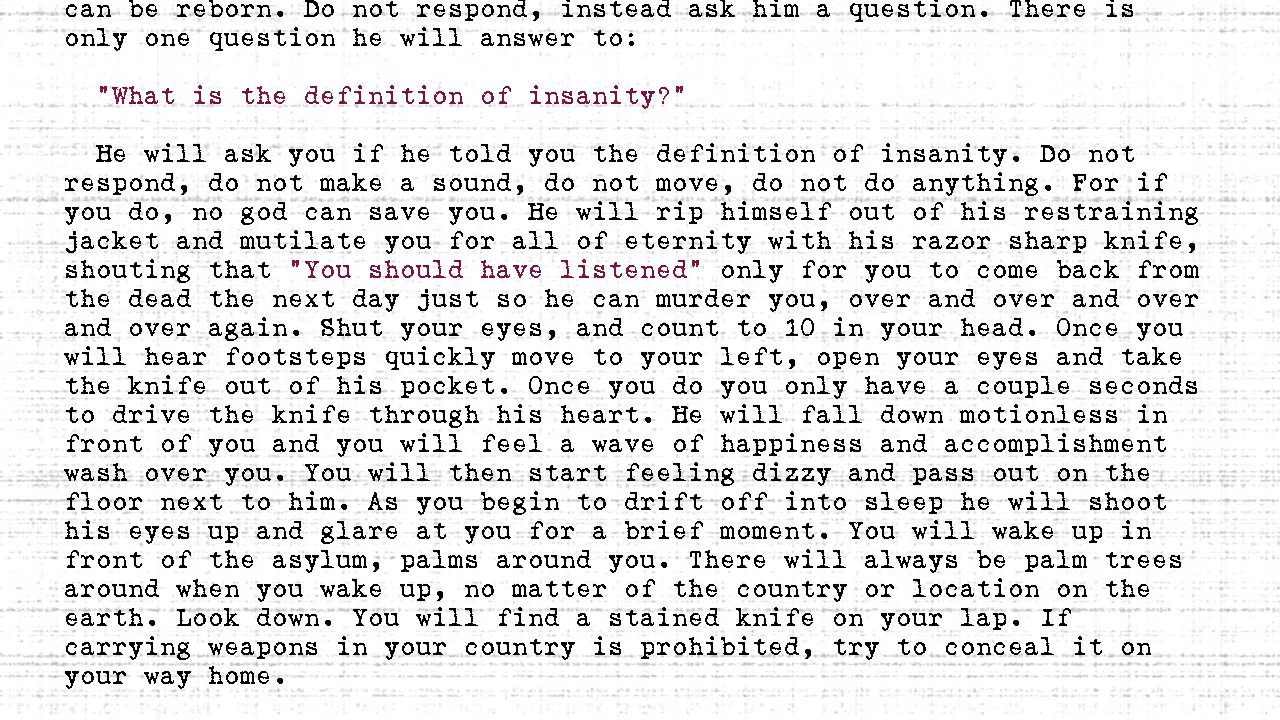 can be reborn. Do not respond, instead ask him a question. There is
only one question he will answer to:
"What is the definition of insanity?"
He will ask you if he told you the definition of insanity. Do not
respond, do not make a sound, do not move, do not do anything. For if
you do, no god can save you. He will rip himself out of his restraining
jacket and mutilate you for all of eternity with his razor sharp knife,
shouting that "You should have listened" only for you to come back from
the dead the next day just so he can murder you, over and over and over
and over again. Shut your eyes, and count to 10 in your head. Once you
will hear footsteps quickly move to your left, open your eyes and take
the knife out of his pocket. Once you do you only have a couple seconds
to drive the knife through his heart. He will fall down motionless in
front of you and you will feel a wave of happiness and accomplishment
wash over you. You will then start feeling dizzy and pass out on the
floor next to him. As you begin to drift off into sleep he will shoot
his eyes up and glare at you for a brief moment. You will wake up in
front of the asylum, palms around you. There will always be palm trees
around when you wake up, no matter of the country or location on the
earth. Look down. You will find a stained knife on your lap. If
carrying weapons in your country is prohibited, try to conceal it on
your way home.